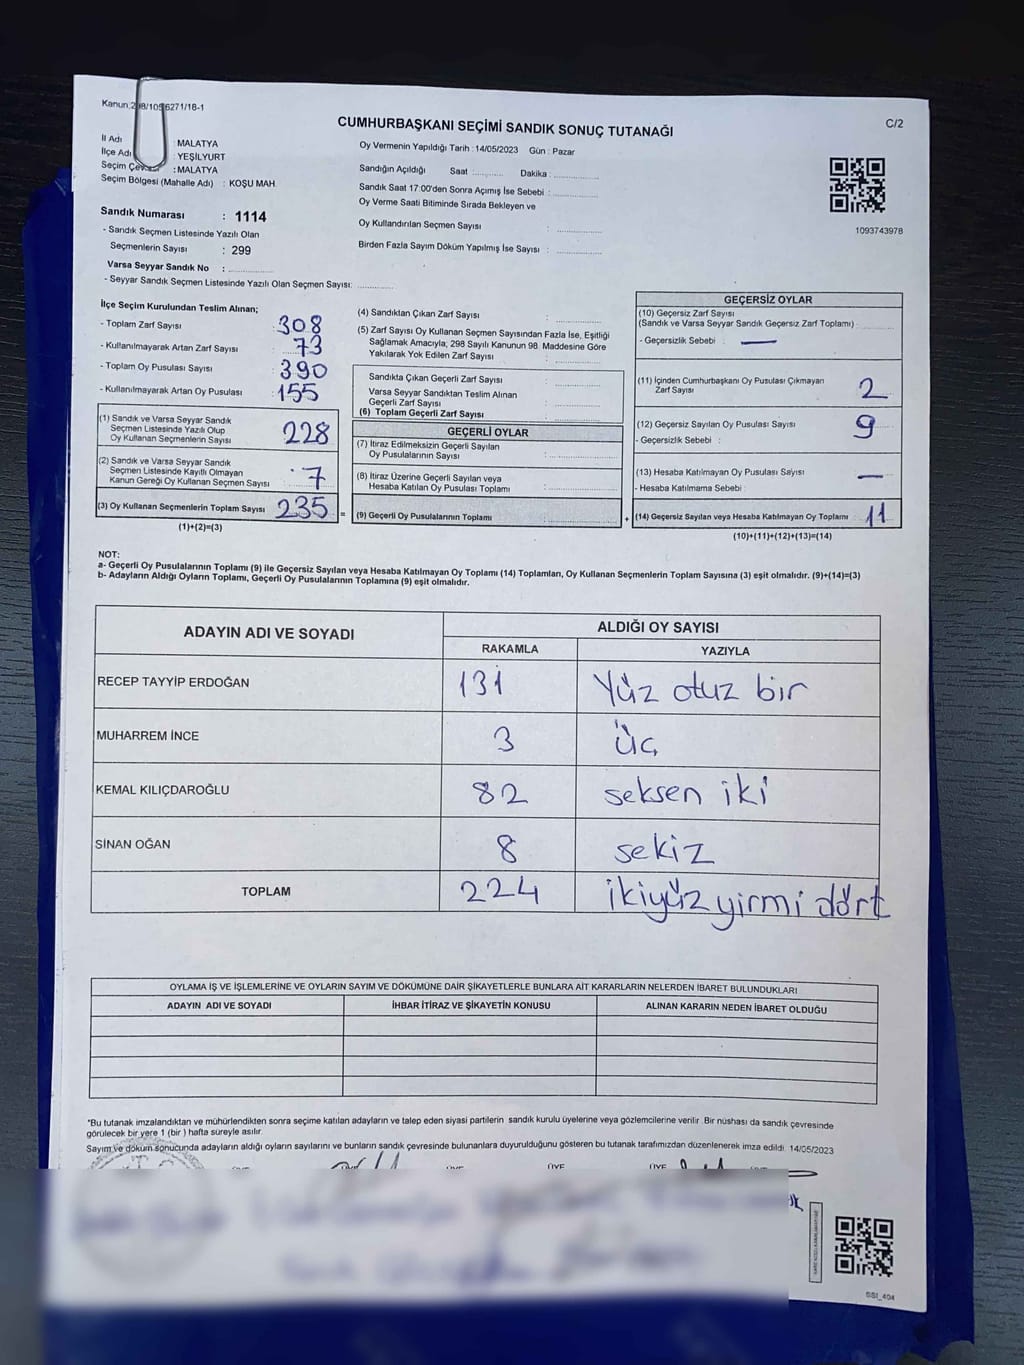 C/2
CUMHURBAŞKANI SEÇİMİ SANDIK SONUÇ TUTANAĞI
İl Adı : MALATYA
İlçe Adı : YEŞİLYURT
: MALATYA
Seçim Bölgesi (Mahalle Adı) : KOŞU MAH.
Sandık Numarası : 1114
- Sandık Seçmen Listesinde Yazılı Olan
Seçmenlerin Sayısı : 299
Varsa Seyyar Sandık No :
- Seyyar Sandık Seçmen Listesinde Yazılı Olan Seçmen Sayısı:
Oy Vermenin Yapıldığı Tarih : 14/05/2023 Gün : Pazar
Sandığın Açıldığı Saat Dakika :
Sandık Saat 17:00'den Sonra Açımış İse Sebebi :
Oy Verme Saati Bitiminde Sırada Bekleyen ve
Oy Kullandırılan Seçmen Sayısı :
Birden Fazla Sayım Döküm Yapılmış İse Sayısı :
1093743978
İlçe Seçim Kurulundan Teslim Alınan;
- Toplam Zarf Sayısı : 308
- Kullanılmayarak Artan Zarf Sayısı : 73
- Toplam Oy Pusulası Sayısı : 390
- Kullanılmayarak Artan Oy Pusulası : 155
(1) Sandık ve Varsa Seyyar Sandık
Seçmen Listesinde Yazılı Olup
Oy Kullanan Seçmenlerin Sayısı 228
(2) Sandık ve Varsa Seyyar Sandık
Seçmen Listesinde Kayıtlı Olmayan
Kanun Gereği Oy Kullanan Seçmen Sayısı 7
(3) Oy Kullanan Seçmenlerin Toplam Sayısı 235 =
(1)+(2)=(3)
(4) Sandıktan Çıkan Zarf Sayısı :
(5) Zarf Sayısı Oy Kullanan Seçmen Sayısından Fazla İse, Eşitliği
Sağlamak Amacıyla, 298 Sayılı Kanunun 98. Maddesine Göre
Yakılarak Yok Edilen Zarf Sayısı :
Sandıkta Çıkan Geçerli Zarf Sayısı :
Varsa Seyyar Sandıktan Teslim Alınan
Geçerli Zarf Sayısı :
(6) Toplam Geçerli Zarf Sayısı
GEÇERLİ OYLAR
(7) İtiraz Edilmeksizin Geçerli Sayılan
Oy Pusulalarının Sayısı :
(8) İtiraz Üzerine Geçerli Sayılan veya
Hesaba Katılan Oy Pusulası Toplamı :
(9) Geçerli Oy Pusulalarının Toplamı +
GEÇERSİZ OYLAR
(10) Geçersiz Zarf Sayısı
(Sandık ve Varsa Seyyar Sandık Geçersiz Zarf Toplamı) :
- Geçersizlik Sebebi : —
(11) İçinden Cumhurbaşkanı Oy Pusulası Çıkmayan
Zarf Sayısı 2
(12) Geçersiz Sayılan Oy Pusulası Sayısı 9
- Geçersizlik Sebebi :
(13) Hesaba Katılmayan Oy Pusulası Sayısı —
- Hesaba Katılmama Sebebi
(14) Geçersiz Sayılan veya Hesaba Katılmayan Oy Toplamı 11
(10)+(11)+(12)+(13)=(14)
NOT:
a- Geçerli Oy Pusulalarının Toplamı (9) ile Geçersiz Sayılan veya Hesaba Katılmayan Oy Toplamı (14) Toplamları, Oy Kullanan Seçmenlerin Toplam Sayısına (3) eşit olmalıdır. (9)+(14)=(3)
b- Adayların Aldığı Oyların Toplamı, Geçerli Oy Pusulalarının Toplamına (9) eşit olmalıdır.
ADAYIN ADI VE SOYADI ALDIĞI OY SAYISI
RAKAMLA YAZIYLA
RECEP TAYYİP ERDOĞAN 131 Yüz otuz bir
MUHARREM İNCE 3 üç
KEMAL KILIÇDAROĞLU 82 seksen iki
SİNAN OĞAN 8 sekiz
TOPLAM 224 ikiyüz yirmi dört
OYLAMA İŞ VE İŞLEMLERİNE VE OYLARIN SAYIM VE DÖKÜMÜNE DAİR ŞİKAYETLERLE BUNLARA AİT KARARLARIN NELERDEN İBARET BULUNDUKLARI
ADAYIN ADI VE SOYADI İHBAR İTİRAZ VE ŞİKAYETİN KONUSU ALINAN KARARIN NEDEN İBARET OLDUĞU
*Bu tutanak imzalandıktan ve mühürlendikten sonra seçime katılan adayların ve talep eden siyasi partilerin sandık kurulu üyelerine veya gözlemcilerine verilir. Bir nüshası da sandık çevresinde
görülecek bir yere 1 (bir ) hafta süreyle asılır.
Sayım ve döküm sonucunda adayların aldığı oyların sayılarını ve bunların sandık çevresinde bulunanlara duyurulduğunu gösteren bu tutanak tarafımızdan düzenlenerek imza edildi. 14/05/2023
ÜYE ÜYE
SSI_404